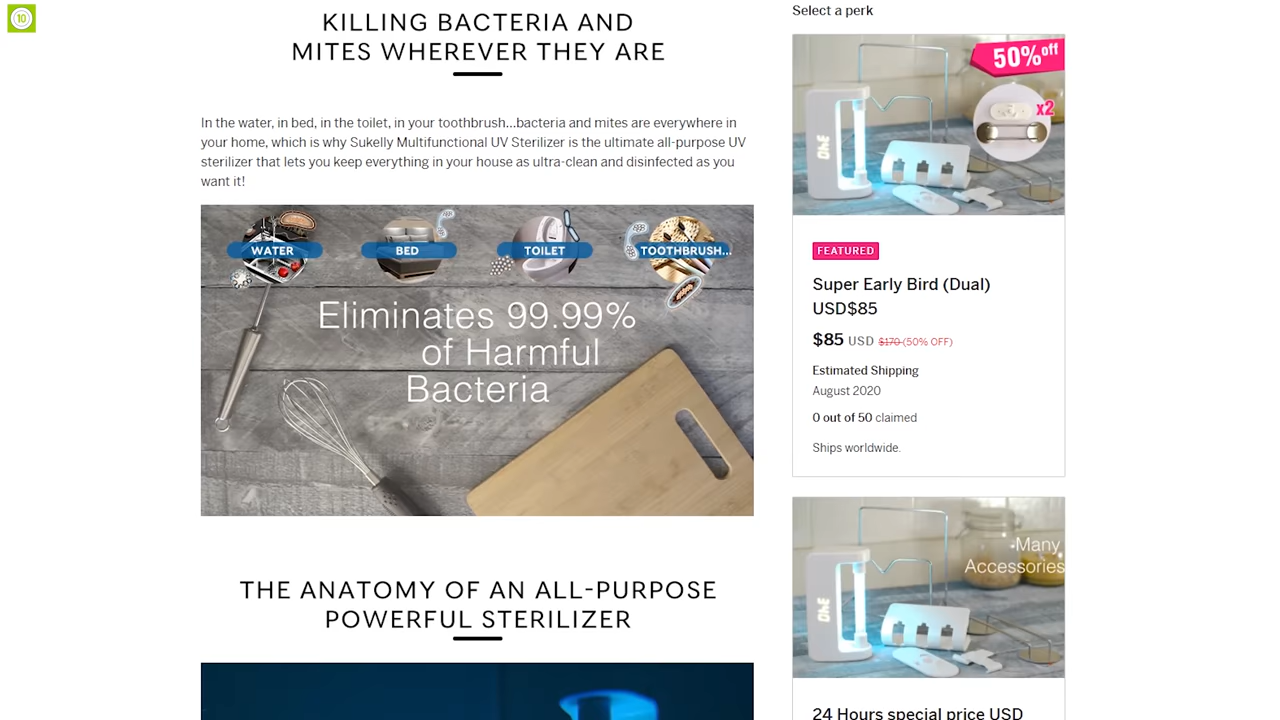 10
KILLING BACTERIA AND
MITES WHEREVER THEY ARE
In the water, in bed, in the toilet, in your toothbrush...bacteria and mites are everywhere in
your home, which is why Sukelly Multifunctional UV Sterilizer is the ultimate all-purpose UV
sterilizer that lets you keep everything in your house as ultra-clean and disinfected as you
want it!
WATER
BED
TOILET
TOOTHBRUSH...
Eliminates 99.99%
of Harmful
Bacteria
THE ANATOMY OF AN ALL-PURPOSE
POWERFUL STERILIZER
Select a perk
50% off
x2
FEATURED
Super Early Bird (Dual)
USD$85
$85 USD $170 (50% OFF)
Estimated Shipping
August 2020
0 out of 50 claimed
Ships worldwide.
Many
Accessories
24 Hours special price USD